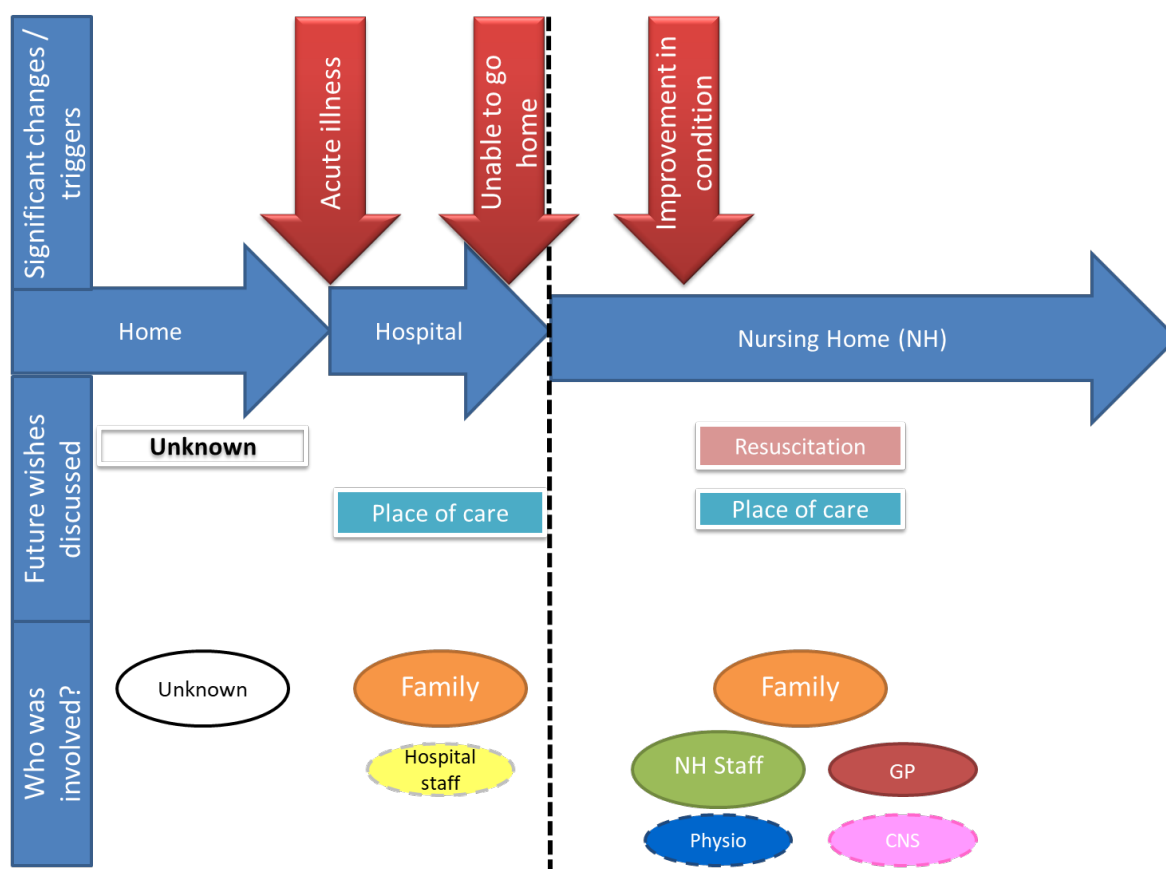 Significant changes /
triggers
Acute illness
Unable to go
home
Improvement in
condition
Home
Hospital
Nursing Home (NH)
Future wishes
discussed
Unknown
Resuscitation
Place of care
Place of care
Who was
involved?
Unknown
Family
Family
Hospital
staff
NH Staff
GP
Physio
CNS